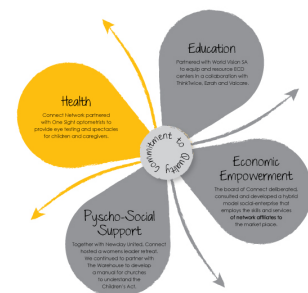 Education
Partnered with World Vision SA
to equip and resource ECD
centers in a collaboration with
ThinkTwice, Sarah and Valcare.
Health
Connect Network partnered
with One Sight optometrists to
provide eye testing and spectacles
for children and caregivers.
Commitment to Quality
Economic
Empowerment
The board of Connect deliberated,
consulted and developed a hybrid
model social enterprise that
employs the skills and services
of network affiliates to
the market place.
Pyscho-Social
Support
Together with Newday United, Connect
hosted a womens leader retreat.
We continued to partner with
The Warehouse to develop
a manual for churches
to understand the
Children's Act.